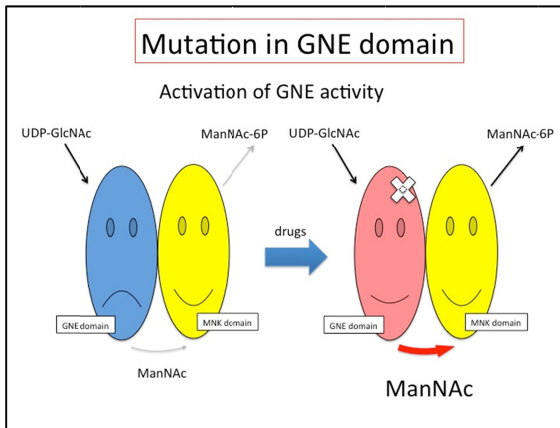 Mutation in GNE domain
Activation of GNE activity
UDP-GlcNAc
ManNAc-6P
UDP-GlcNAc
ManNAc-6P
drugs
GNE domain
MNK domain
GNE domain
MNK domain
ManNAc
ManNAc